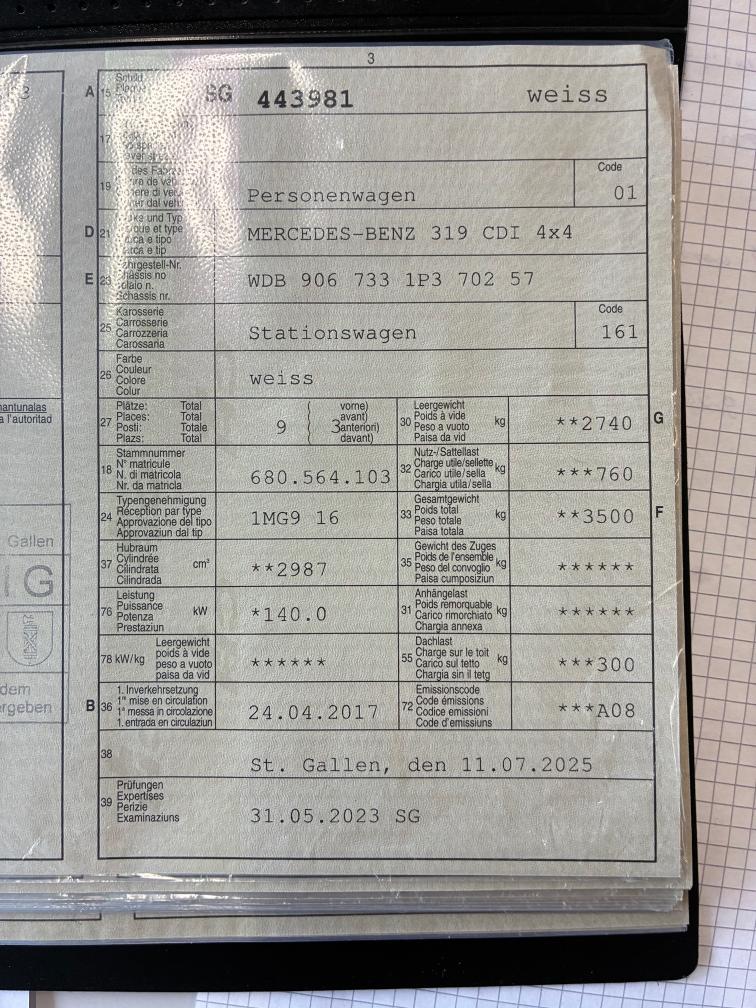 3
A 15 Schild SG 443981 weiss
17
19 Personenwagen Code 01
D 21 MERCEDES-BENZ 319 CDI 4x4
e tip
E 23 WDB 906 733 1P3 702 57
Schassis nr.
25 Karosserie
Carrosserie
Carrozzeria
Carossaria
Stationswagen Code 161
26 Farbe
Couleur
Colore
Colur
weiss
27 Plätze: Total
Places: Total
Posti: Totale
Plazs: Total
9 ( 3 vorne)
avant)
anteriori)
davant)
30 Leergewicht
Poids à vide
Peso a vuoto
Paisa da vid
kg **2740 G
18 Stammnummer
N° matricule
N. di matricola
Nr. da matricla
680.564.103
32 Nutz-/Sattellast
Charge utile/sellette
Carico utile/sella
Chargia utila/sella
kg ***760
24 Typengenehmigung
Réception par type
Approvazione del tipo
Approvaziun dal tip
1MG9 16
33 Gesamtgewicht
Poids total
Peso totale
Paisa totala
kg **3500 F
37 Hubraum
Cylindrée
Cilindrata
Cilindrada
cm³ **2987
35 Gewicht des Zuges
Poids de l'ensemble
Peso del convoglio
Paisa cumposiziun
kg ******
76 Leistung
Puissance
Potenza
Prestaziun
kW *140.0
31 Anhängelast
Poids remorquable
Carico rimorchiato
Chargia annexa
kg ******
78 kW/kg Leergewicht
poids à vide
peso a vuoto
paisa da vid
******
55 Dachlast
Charge sur le toit
Carico sul tetto
Chargia sin il tetg
kg ***300
B 36 1. Inverkehrsetzung
1re mise en circulation
1a messa in circolazione
1. entrada en circulaziun
24.04.2017
72 Emissionscode
Code émissions
Codice emissioni
Code d'emissiuns
***A08
38 St. Gallen, den 11.07.2025
39 Prüfungen
Expertises
Perizie
Examinaziuns
31.05.2023 SG
mantunalas
a l'autoritad
Gallen
IG
dem
ergeben